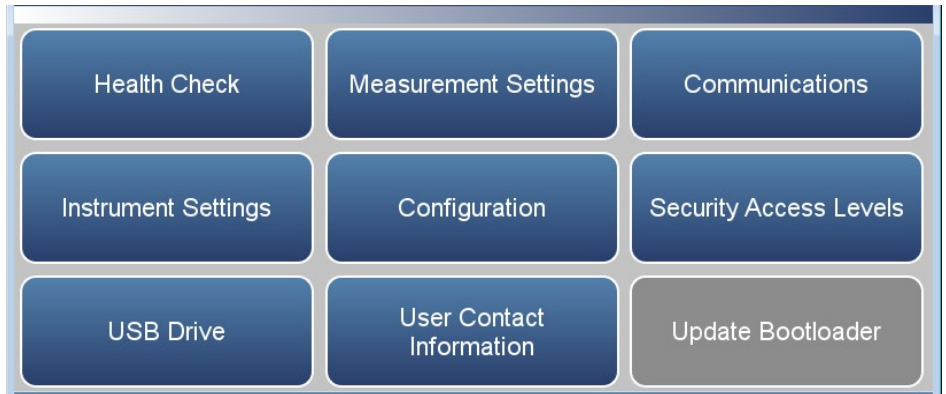 Health Check
Measurement Settings
Communications
Instrument Settings
Configuration
Security Access Levels
USB Drive
User Contact
Information
Update Bootloader